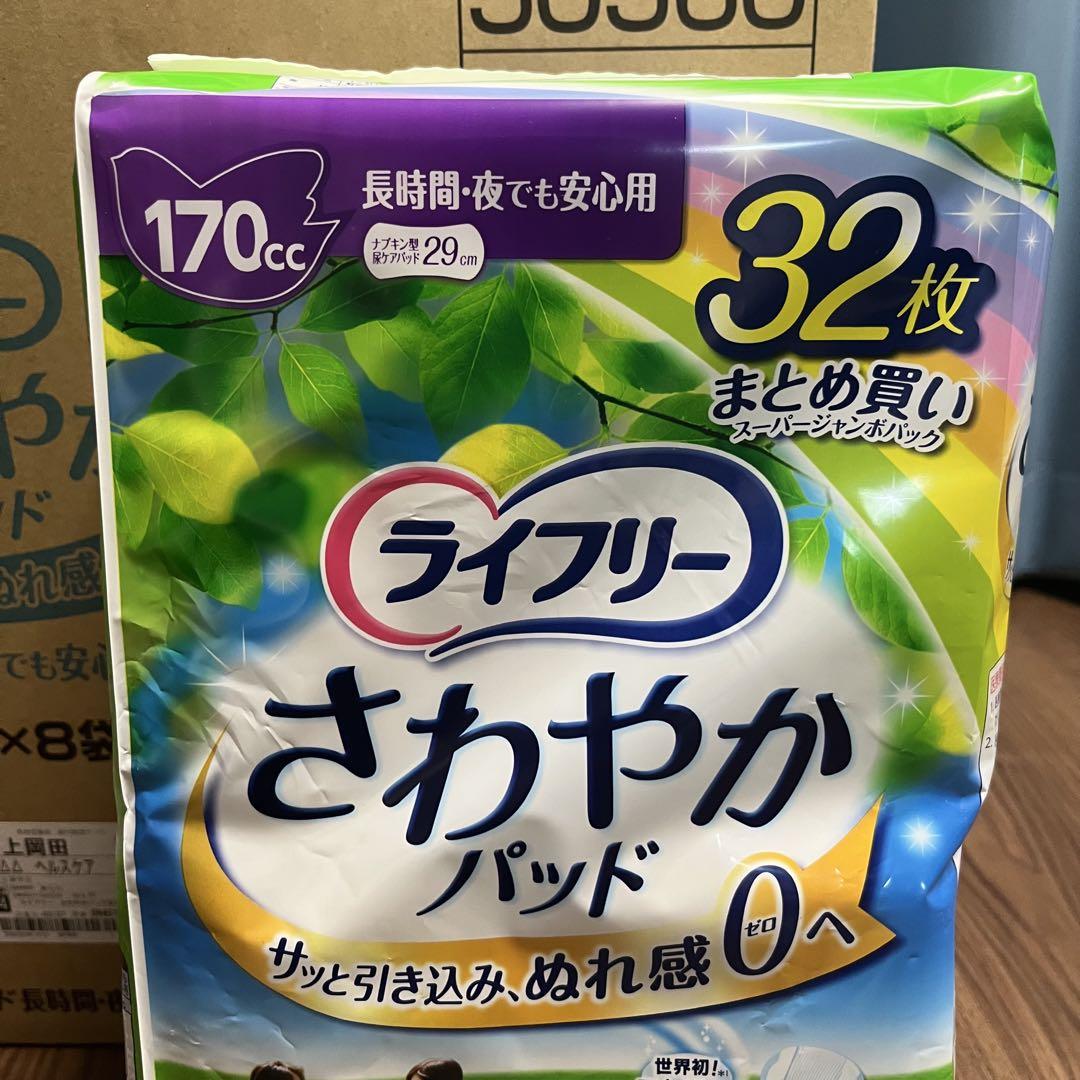 170cc
長時間・夜でも安心用
ナプキン型
尿ケアパッド 29cm
32枚
まとめ買い
スーパージャンボパック
ライフリー
さわやか
パッド
サッと引き込み、ぬれ感0へ
ゼロ
世界初!
やか
ッド
ぬれ感
でも安心
×8袋
上岡田
ヘルスケア
ド 長時間・夜
2.